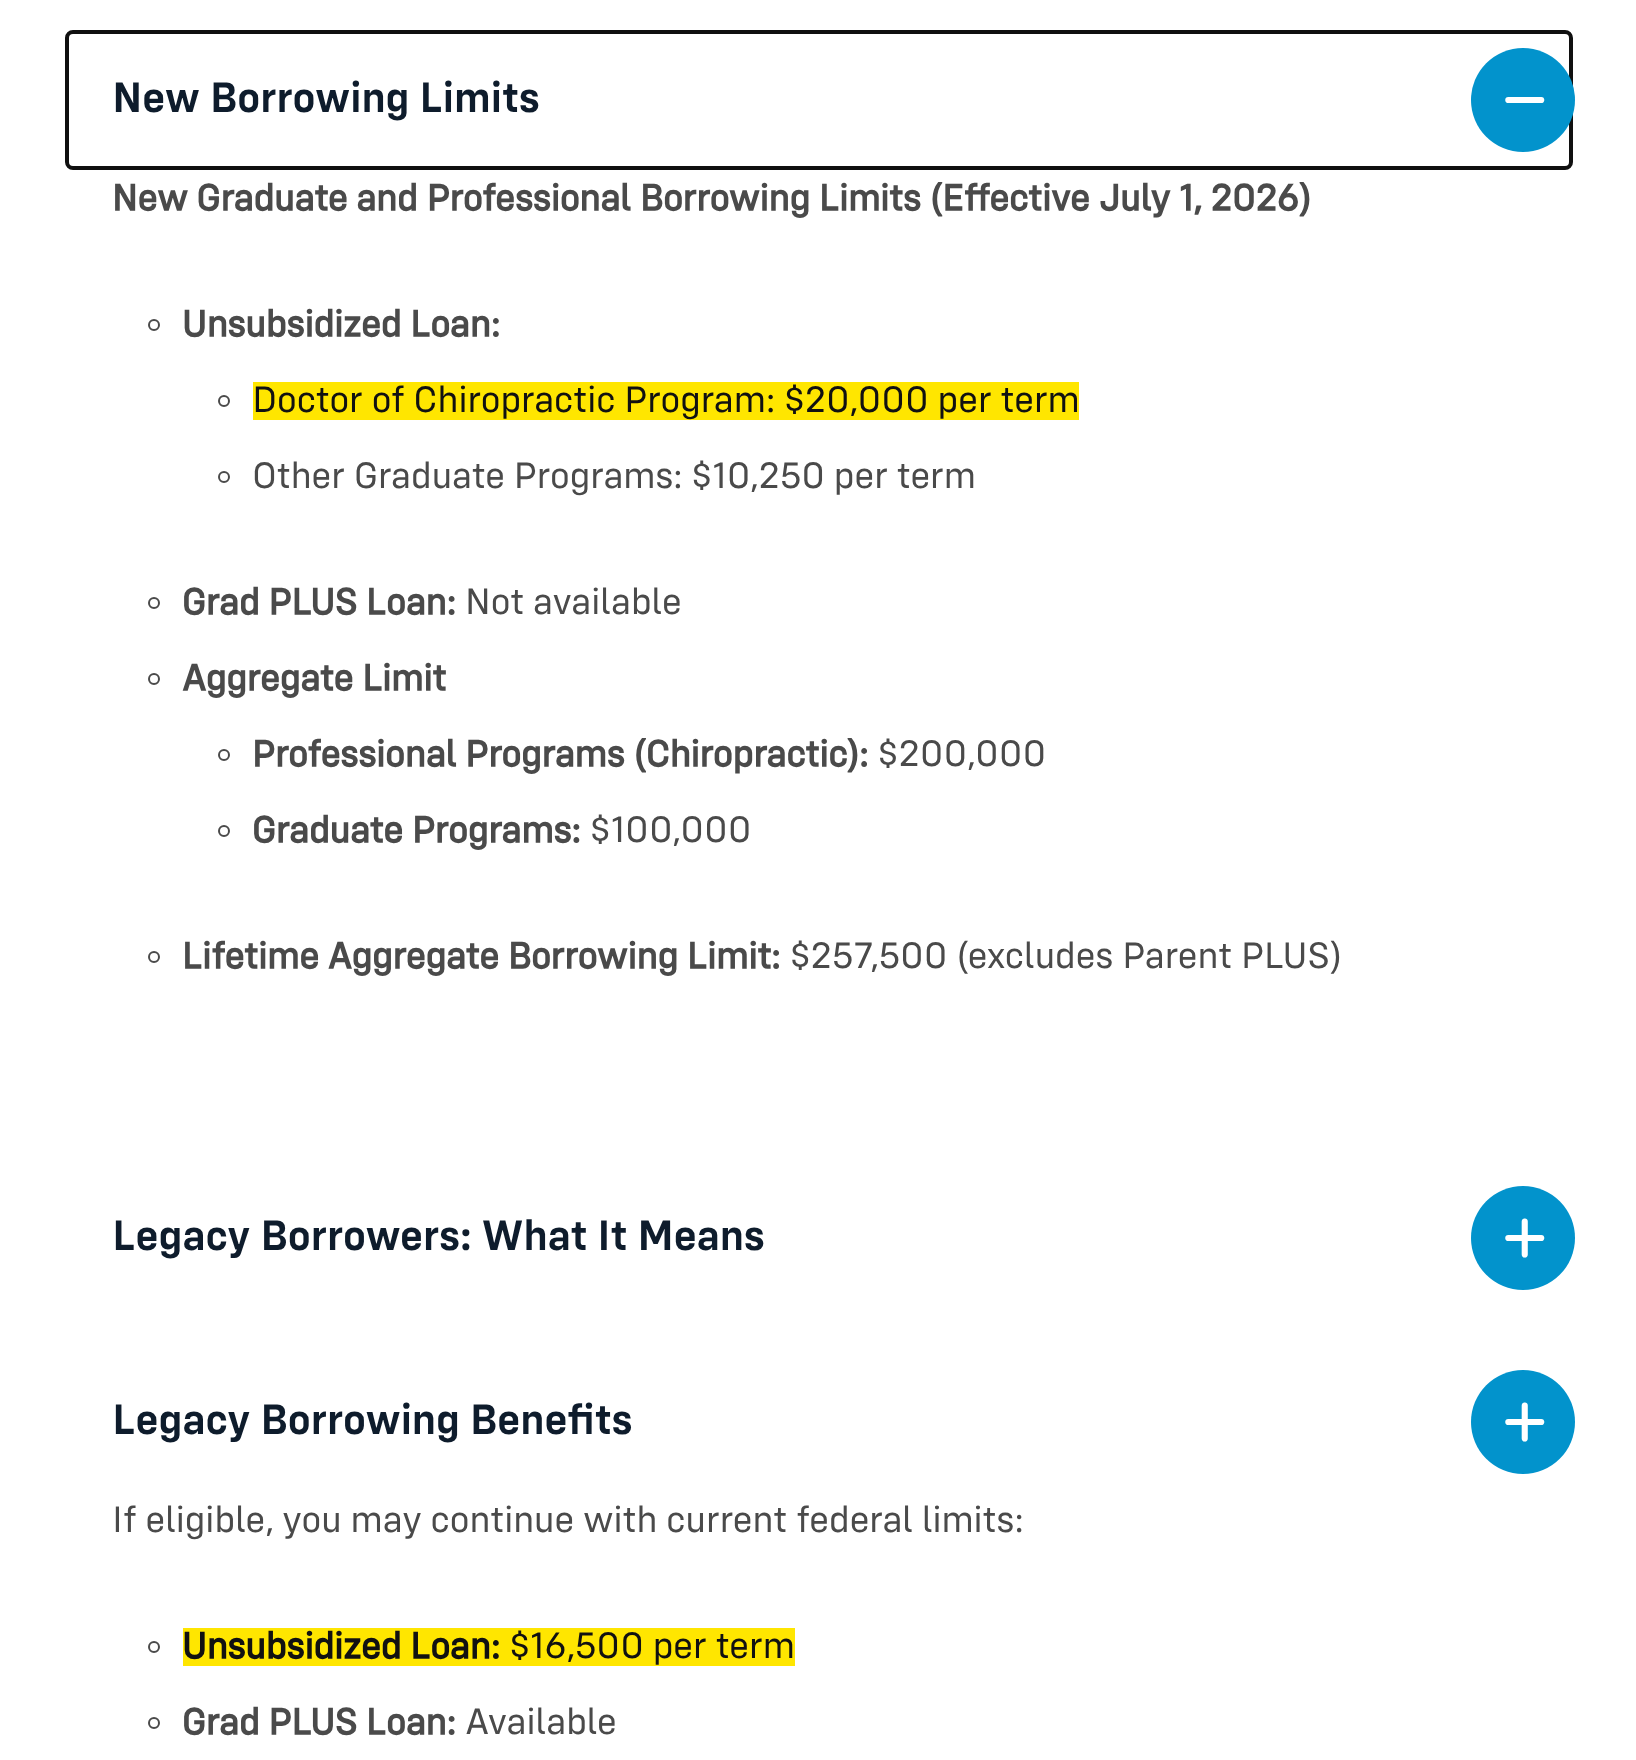 New Borrowing Limits
New Graduate and Professional Borrowing Limits (Effective July 1, 2026)
Unsubsidized Loan:
Doctor of Chiropractic Program: $20,000 per term
Other Graduate Programs: $10,250 per term
Grad PLUS Loan: Not available
Aggregate Limit
Professional Programs (Chiropractic): $200,000
Graduate Programs: $100,000
Lifetime Aggregate Borrowing Limit: $257,500 (excludes Parent PLUS)
Legacy Borrowers: What It Means
Legacy Borrowing Benefits
If eligible, you may continue with current federal limits:
Unsubsidized Loan: $16,500 per term
Grad PLUS Loan: Available